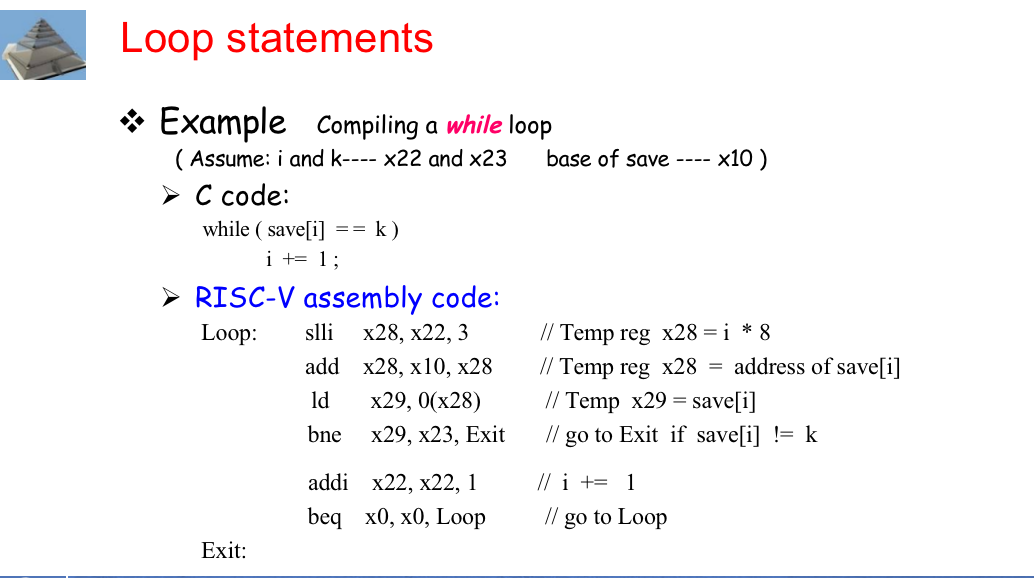 Loop statements
❖ Example Compiling a while loop
( Assume: i and k---- x22 and x23 base of save ---- x10 )
➢ C code:
while ( save[i] = = k )
i += 1 ;
➢ RISC-V assembly code:
Loop: slli x28, x22, 3 // Temp reg x28 = i * 8
add x28, x10, x28 // Temp reg x28 = address of save[i]
ld x29, 0(x28) // Temp x29 = save[i]
bne x29, x23, Exit // go to Exit if save[i] != k
addi x22, x22, 1 // i += 1
beq x0, x0, Loop // go to Loop
Exit: